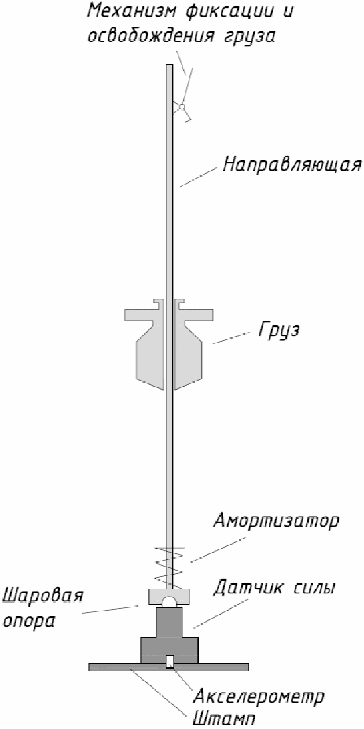 Механизм фиксации и
освобождения груза
Направляющая
Груз
Амортизатор
Шаровая
опора
Датчик силы
Акселерометр
Штамп